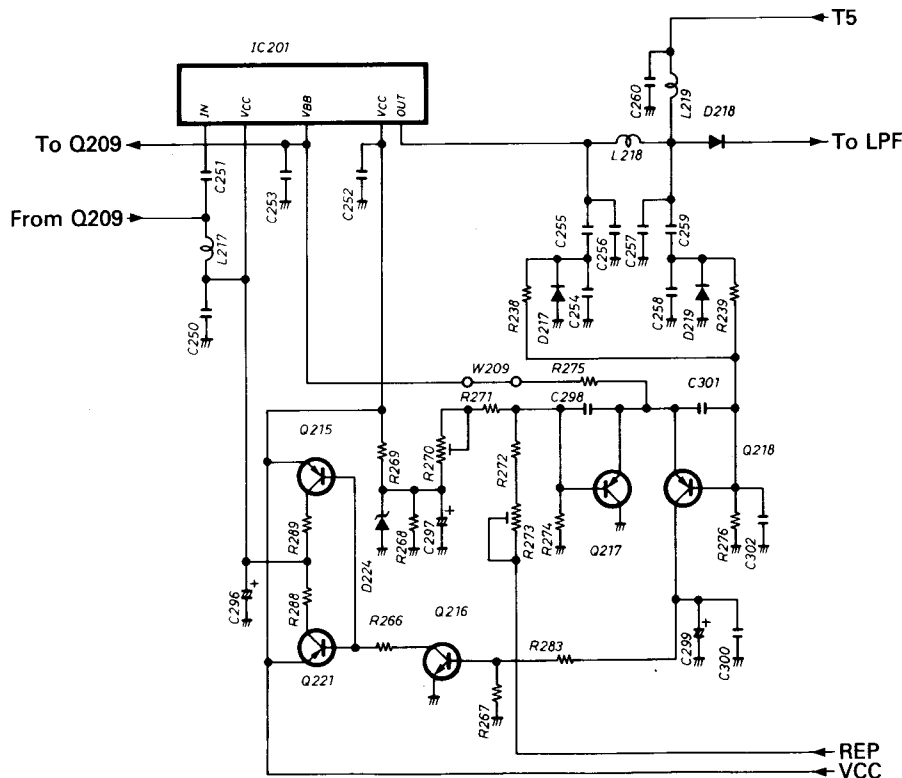 T5
IC201
C260
L219
D218
IN
VCC
VBB
VCC
OUT
To Q209
L218
To LPF
C251
C253
C252
From Q209
L217
C255
C256
C257
C259
C250
R238
D217
C254
C258
D219
R239
W209
R275
R271
C298
C301
Q215
R269
R270
R272
Q218
R289
R268
C297
R273
R274
Q217
R276
C302
D224
C296
R288
R266
Q216
R283
C299
C300
Q221
R267
REP
VCC